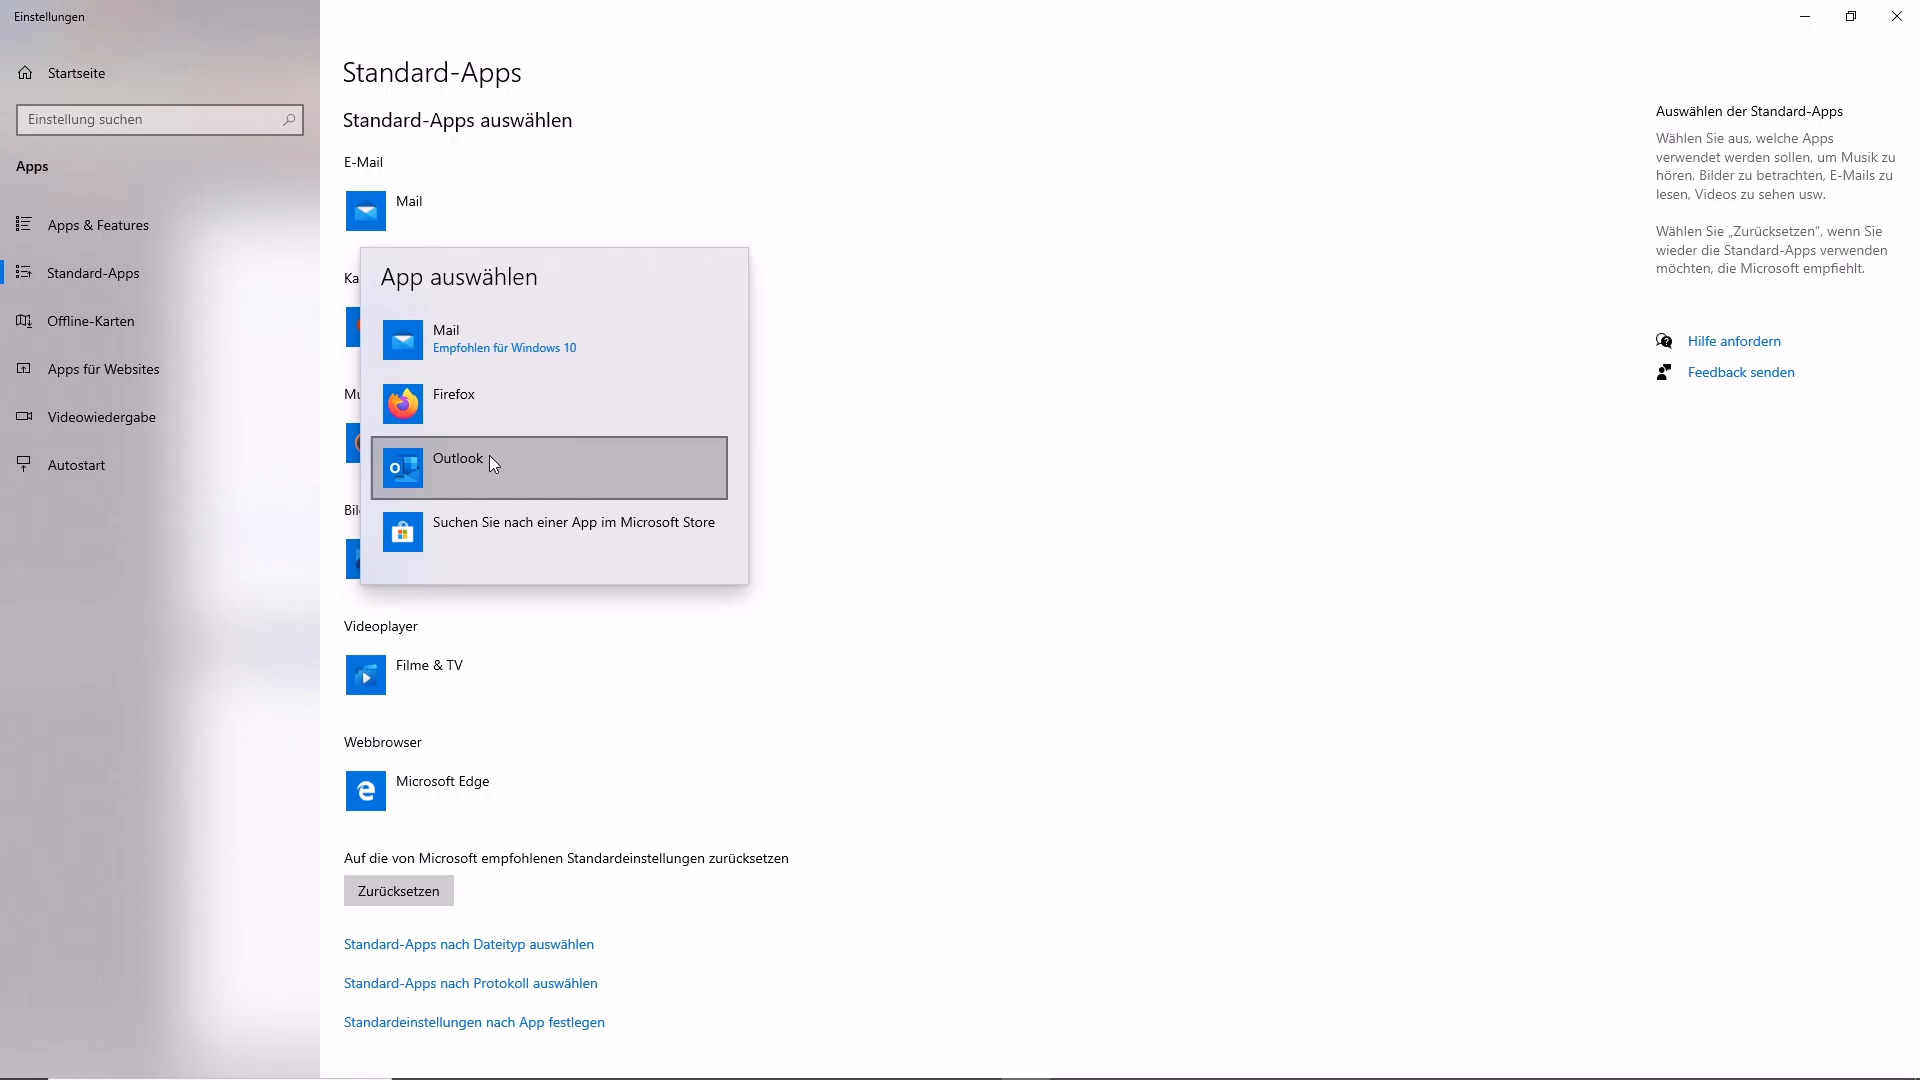 Einstellungen
Startseite
Einstellung suchen
Apps
Apps & Features
Standard-Apps
Offline-Karten
Apps für Websites
Videowiedergabe
Autostart
Standard-Apps
Standard-Apps auswählen
E-Mail
Mail
Ka
Mu
Bil
App auswählen
Mail
Empfohlen für Windows 10
Firefox
Outlook
Suchen Sie nach einer App im Microsoft Store
Videoplayer
Filme & TV
Webbrowser
Microsoft Edge
Auf die von Microsoft empfohlenen Standardeinstellungen zurücksetzen
Zurücksetzen
Standard-Apps nach Dateityp auswählen
Standard-Apps nach Protokoll auswählen
Standardeinstellungen nach App festlegen
Auswählen der Standard-Apps
Wählen Sie aus, welche Apps
verwendet werden sollen, um Musik zu
hören, Bilder zu betrachten, E-Mails zu
lesen, Videos zu sehen usw.
Wählen Sie „Zurücksetzen“, wenn Sie
wieder die Standard-Apps verwenden
möchten, die Microsoft empfiehlt.
Hilfe anfordern
Feedback senden